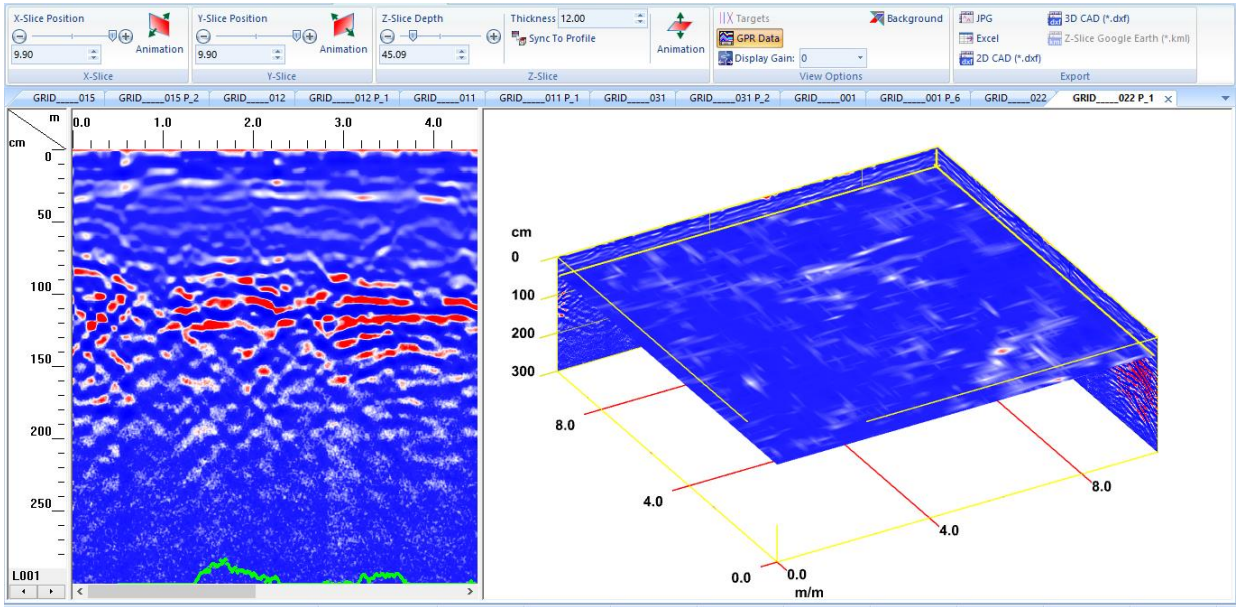 X-Slice Position
9.90
Animation
X-Slice
Y-Slice Position
9.90
Animation
Y-Slice
Z-Slice Depth
45.09
Thickness 12.00
Sync To Profile
Animation
Z-Slice
Targets
GPR Data
Display Gain: 0
Background
View Options
JPG
Excel
2D CAD (*.dxf)
3D CAD (*.dxf)
Z-Slice Google Earth (*.kml)
Export
GRID____015 GRID____015 P_2 GRID____012 GRID____012 P_1 GRID____011 GRID____011 P_1 GRID____031 GRID____031 P_2 GRID____001 GRID____001 P_6 GRID____022 GRID____022 P_1
m
cm
0.0 1.0 2.0 3.0 4.0
0
50
100
150
200
250
L001
cm
0
100
200
300
8.0
4.0
0.0
0.0
4.0
8.0
m/m